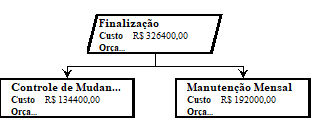 Finalização
Custo R$ 326400,00
Orça...
Controle de Mudan...
Custo R$ 134400,00
Orça...
Manutenção Mensal
Custo R$ 192000,00
Orça...